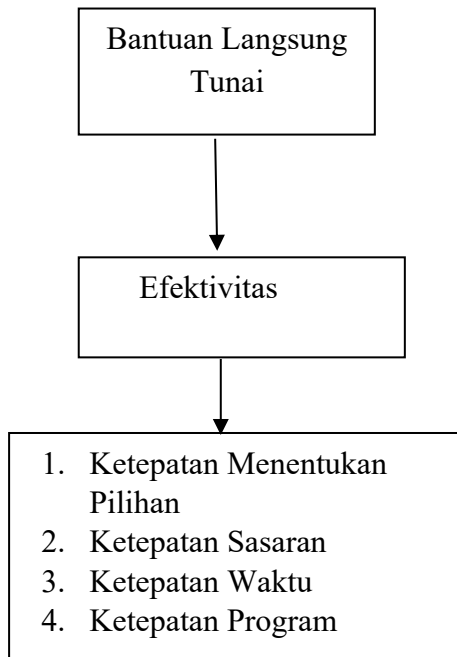 Bantuan Langsung
Tunai
Efektivitas
1. Ketepatan Menentukan
Pilihan
2. Ketepatan Sasaran
3. Ketepatan Waktu
4. Ketepatan Program